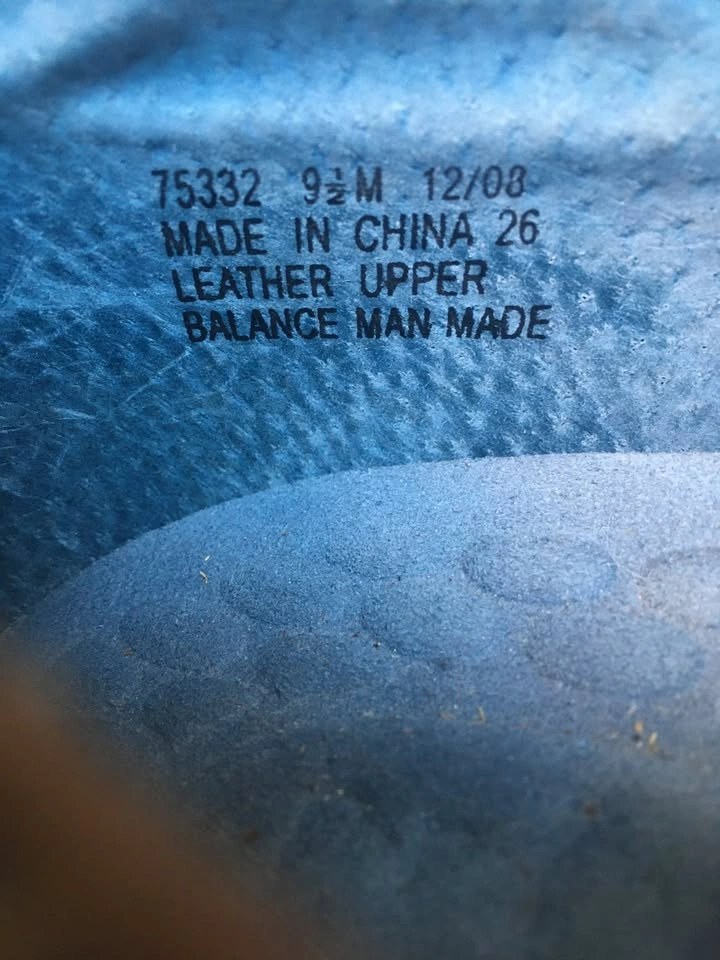 75332 9½M 12/08
MADE IN CHINA 26
LEATHER UPPER
BALANCE MAN MADE